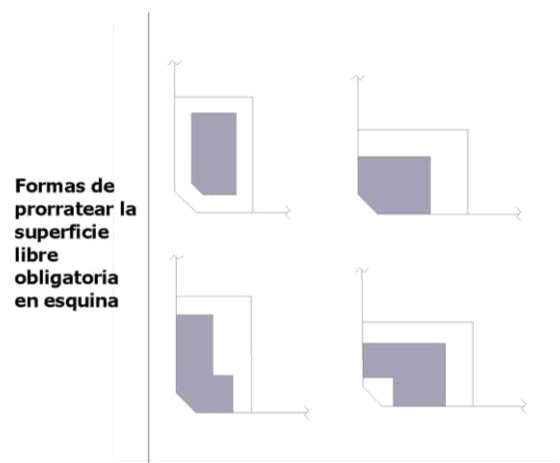 Formas de
prorratear la
superficie
libre
obligatoria
en esquina